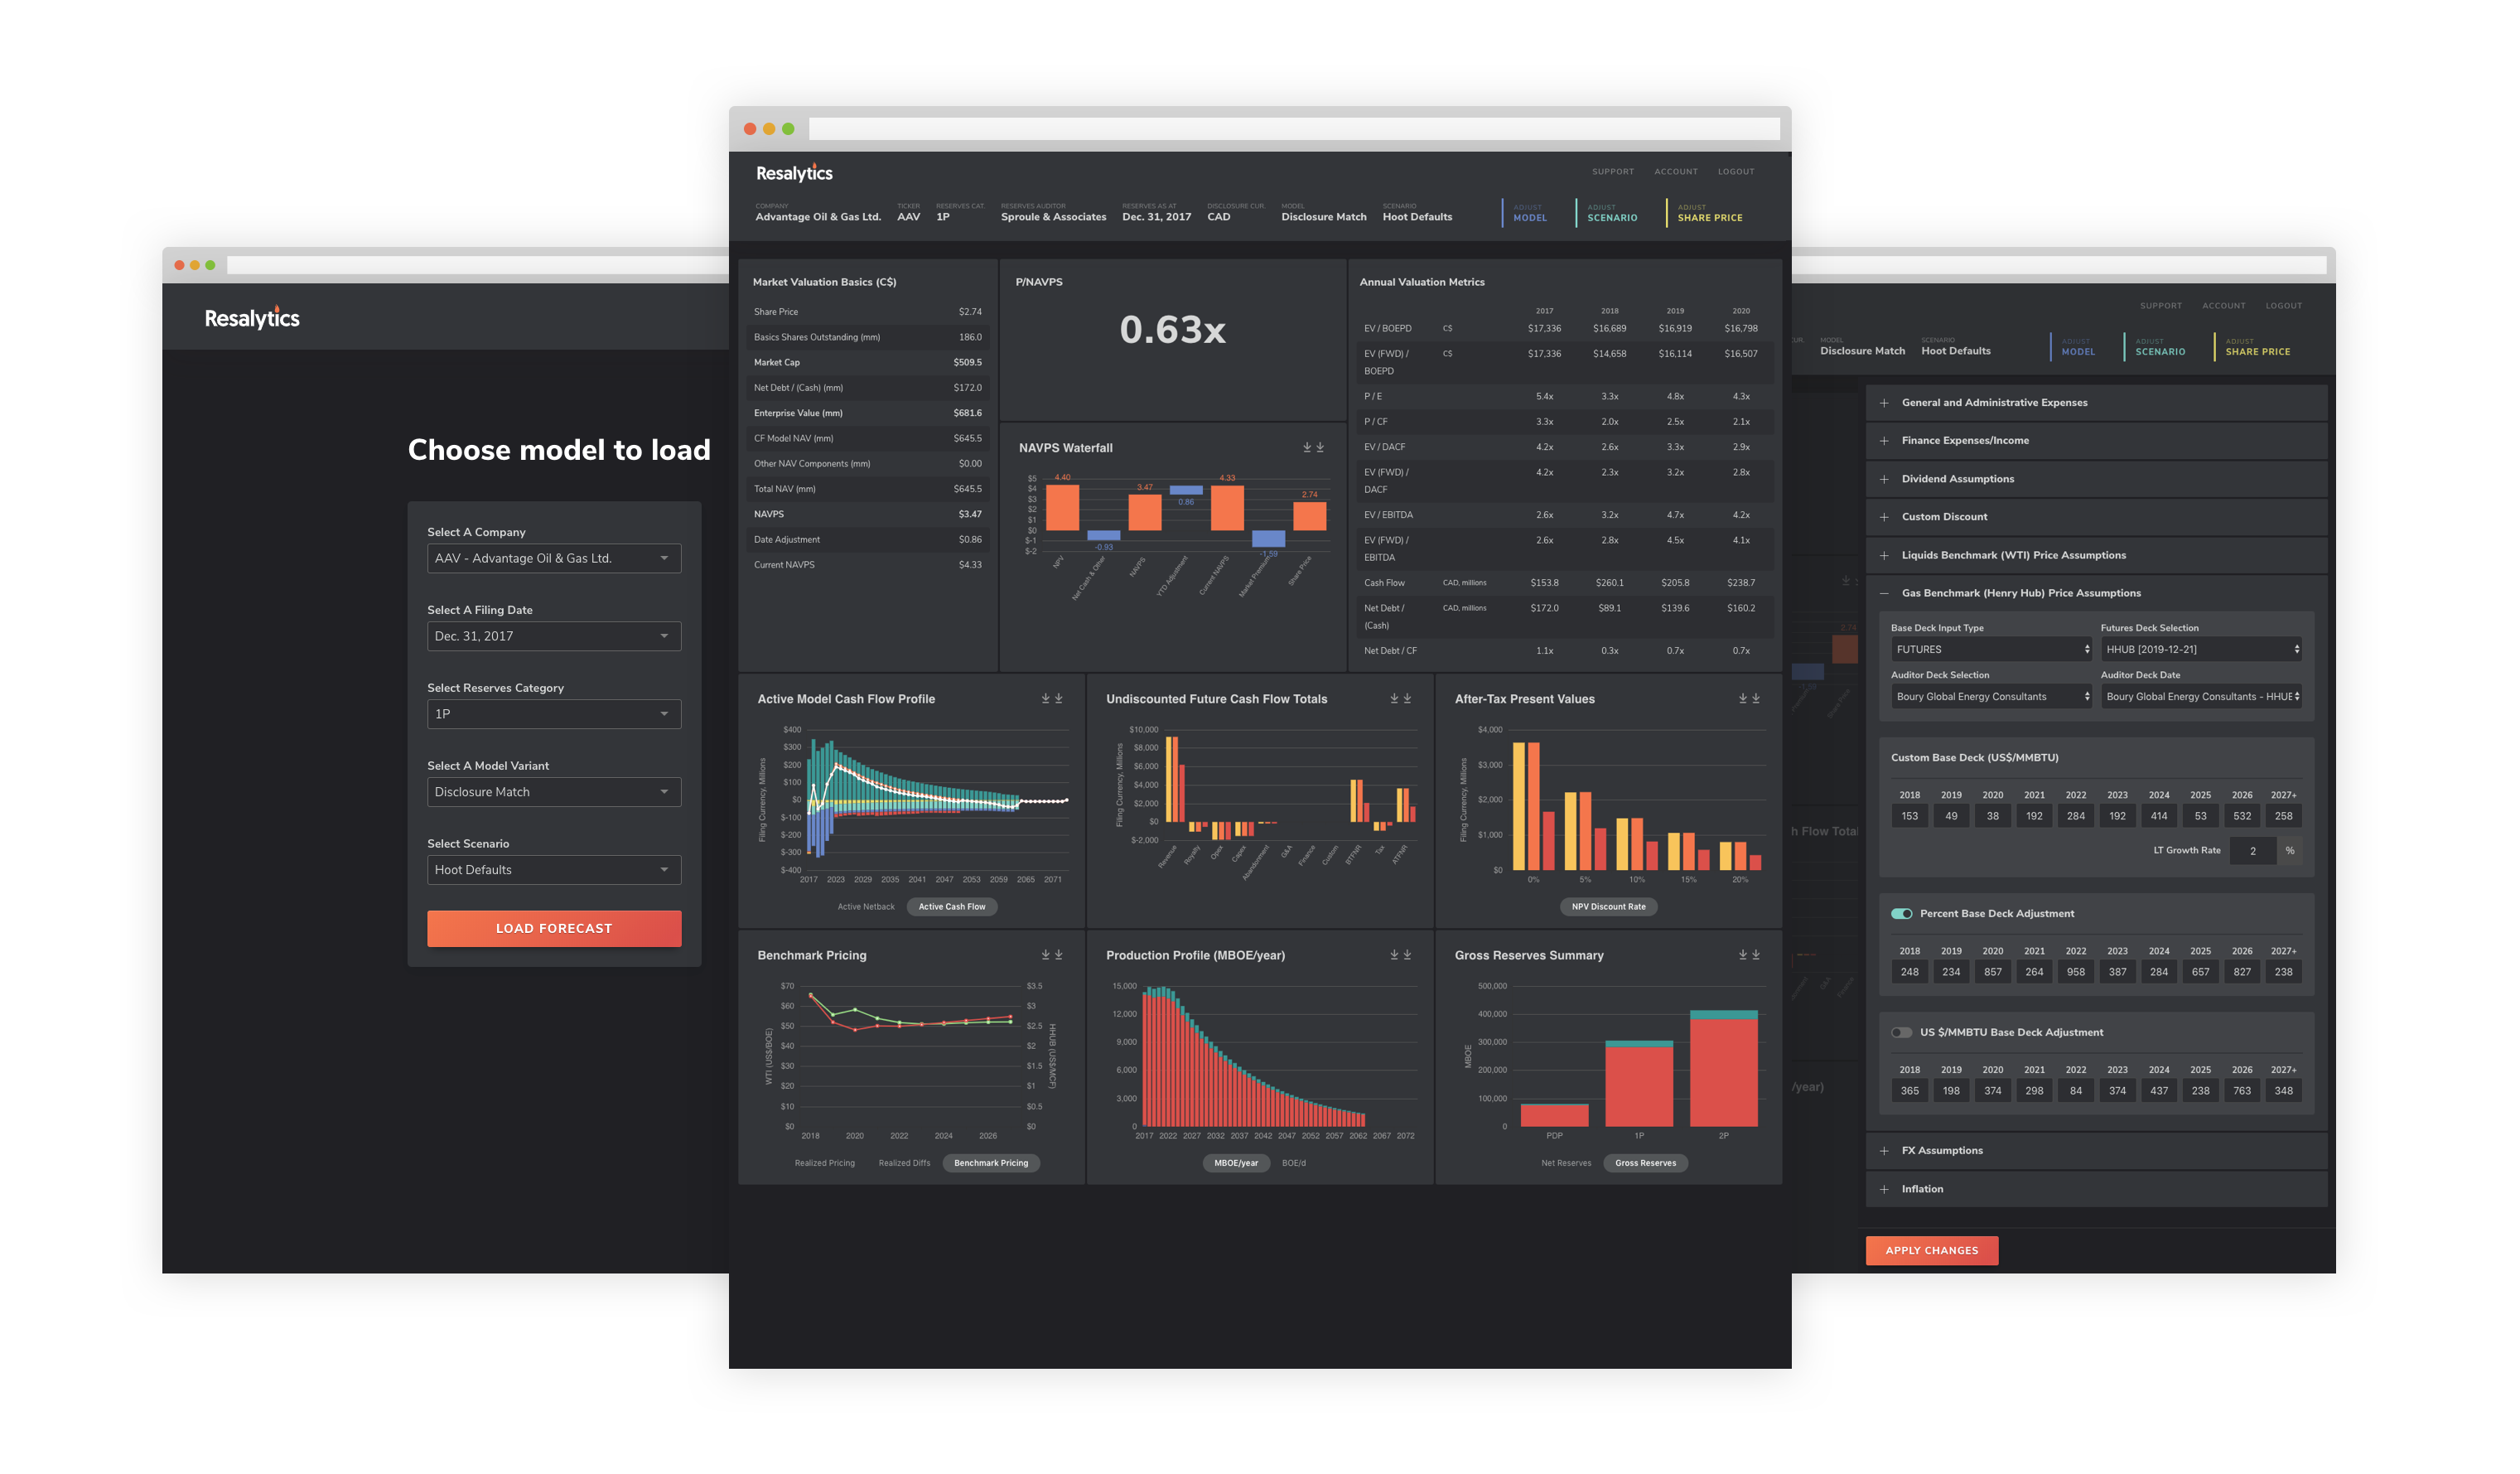 Resalytics
Choose model to load
Select A Company
AAV - Advantage Oil & Gas Ltd.
Select A Filing Date
Dec. 31, 2017
Select Reserves Category
1P
Select A Model Variant
Disclosure Match
Select Scenario
Hoot Defaults
LOAD FORECAST
Resalytics
SUPPORT ACCOUNT LOGOUT
COMPANY TICKER RESERVES CAT. RESERVES AUDITOR RESERVES AS AT DISCLOSURE CUR. MODEL SCENARIO
Advantage Oil & Gas Ltd. AAV 1P Sproule & Associates Dec. 31, 2017 CAD Disclosure Match Hoot Defaults
ADJUST ADJUST ADJUST
MODEL SCENARIO SHARE PRICE
Market Valuation Basics (C$)
Share Price $2.74
Basics Shares Outstanding (mm) 186.0
Market Cap $509.5
Net Debt / (Cash) (mm) $172.0
Enterprise Value (mm) $681.6
CF Model NAV (mm) $645.5
Other NAV Components (mm) $0.00
Total NAV (mm) $645.5
NAVPS $3.47
Date Adjustment $0.86
Current NAVPS $4.33
P/NAVPS
0.63x
NAVPS Waterfall
$5
$4
$3
$2
$1
$0
$-1
$-2
4.40 -0.93 3.47 0.86 4.33 -1.59 2.74
NPV Net Cash & Other NAVPS YTD Adjustment Current NAVPS Market Premium Share Price
Annual Valuation Metrics
2017 2018 2019 2020
EV / BOEPD C$ $17,336 $16,689 $16,919 $16,798
EV (FWD) / C$ $17,336 $14,658 $16,114 $16,507
BOEPD
P / E 5.4x 3.3x 4.8x 4.3x
P / CF 3.3x 2.0x 2.5x 2.1x
EV / DACF 4.2x 2.6x 3.3x 2.9x
EV (FWD) / 4.2x 2.3x 3.2x 2.8x
DACF
EV / EBITDA 2.6x 3.2x 4.7x 4.2x
EV (FWD) / 2.6x 2.8x 4.5x 4.1x
EBITDA
Cash Flow CAD, millions $153.8 $260.1 $205.8 $238.7
Net Debt / CAD, millions $172.0 $89.1 $139.6 $160.2
(Cash)
Net Debt / CF 1.1x 0.3x 0.7x 0.7x
Active Model Cash Flow Profile
Filing Currency, Millions
$400
$300
$200
$100
$0
$-100
$-200
$-300
$-400
2017 2023 2029 2035 2041 2047 2053 2059 2065 2071
Active Netback Active Cash Flow
Undiscounted Future Cash Flow Totals
Filing Currency, Millions
$10,000
$8,000
$6,000
$4,000
$2,000
$0
$-2,000
Revenue Royalty Opex Capex Abandonment G&A Finance Custom BTFNR Tax ATFNR
After-Tax Present Values
Filing Currency, Millions
$4,000
$3,000
$2,000
$1,000
$0
0% 5% 10% 15% 20%
NPV Discount Rate
Benchmark Pricing
WTI (US$/BOE)
$70
$60
$50
$40
$30
$20
$10
$0
$3.5
$3
$2.5
$2
$1.5
$1
$0.5
$0
HHUB (US$/MCF)
2018 2020 2022 2024 2026
Realized Pricing Realized Diffs Benchmark Pricing
Production Profile (MBOE/year)
15,000
12,000
9,000
6,000
3,000
0
2017 2022 2027 2032 2037 2042 2047 2052 2057 2062 2067 2072
MBOE/year BOE/d
Gross Reserves Summary
MBOE
500,000
400,000
300,000
200,000
100,000
0
PDP 1P 2P
Net Reserves Gross Reserves
SUPPORT ACCOUNT LOGOUT
CUR. MODEL SCENARIO
Disclosure Match Hoot Defaults
ADJUST ADJUST ADJUST
MODEL SCENARIO SHARE PRICE
2.74
h Flow Total
/year)
General and Administrative Expenses
Finance Expenses/Income
Dividend Assumptions
Custom Discount
Liquids Benchmark (WTI) Price Assumptions
Gas Benchmark (Henry Hub) Price Assumptions
Base Deck Input Type Futures Deck Selection
FUTURES HHUB [2019-12-21]
Auditor Deck Selection Auditor Deck Date
Boury Global Energy Consultants Boury Global Energy Consultants - HHUB
Custom Base Deck (US$/MMBTU)
2018 2019 2020 2021 2022 2023 2024 2025 2026 2027+
153 49 38 192 284 192 414 53 532 258
LT Growth Rate 2 %
Percent Base Deck Adjustment
2018 2019 2020 2021 2022 2023 2024 2025 2026 2027+
248 234 857 264 958 387 284 657 827 238
US $/MMBTU Base Deck Adjustment
2018 2019 2020 2021 2022 2023 2024 2025 2026 2027+
365 198 374 298 84 374 437 238 763 348
FX Assumptions
Inflation
APPLY CHANGES